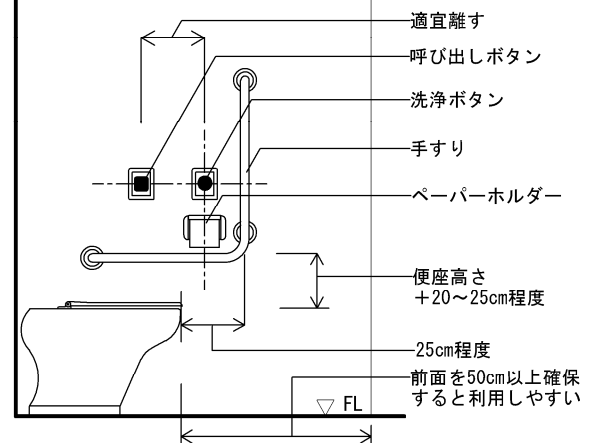 適宜離す
呼び出しボタン
洗浄ボタン
手すり
ペーパーホルダー
便座高さ
＋20～25cm程度
25cm程度
前面を50cm以上確保
すると利用しやすい
FL